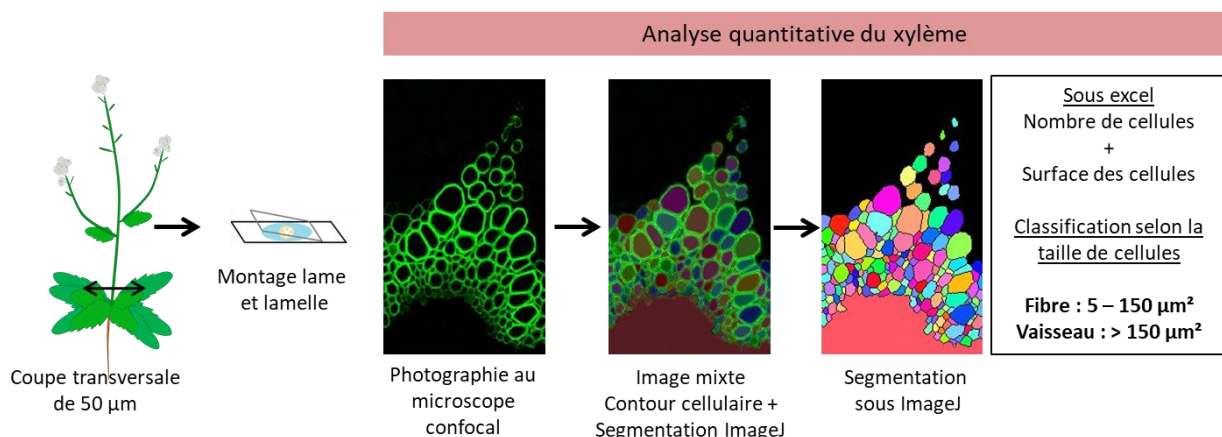 Analyse quantitative du xylème
Coupe transversale
de 50 µm
Montage lame
et lamelle
Photographie au
microscope
confocal
Image mixte
Contour cellulaire +
Segmentation ImageJ
Segmentation
sous ImageJ
Sous excel
Nombre de cellules
+
Surface des cellules
Classification selon la
taille de cellules
Fibre : 5 – 150 µm²
Vaisseau : > 150 µm²